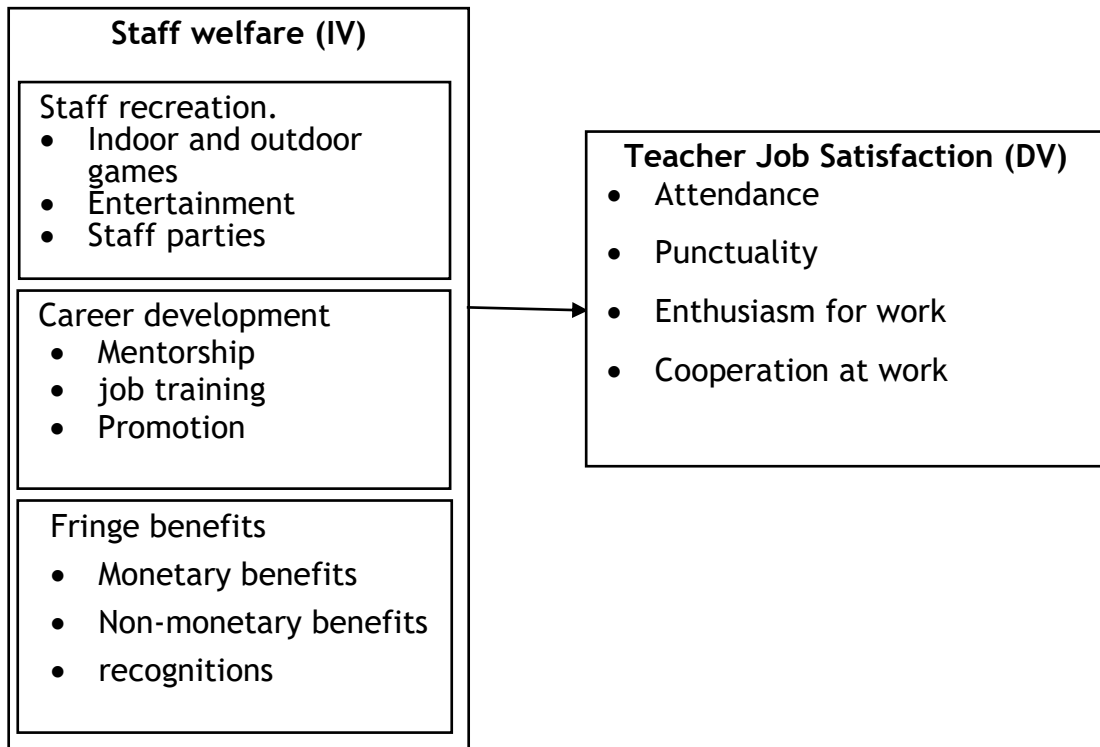 Staff welfare (IV)
Staff recreation.
• Indoor and outdoor
games
• Entertainment
• Staff parties
Career development
• Mentorship
• job training
• Promotion
Fringe benefits
• Monetary benefits
• Non-monetary benefits
• recognitions
Teacher Job Satisfaction (DV)
• Attendance
• Punctuality
• Enthusiasm for work
• Cooperation at work